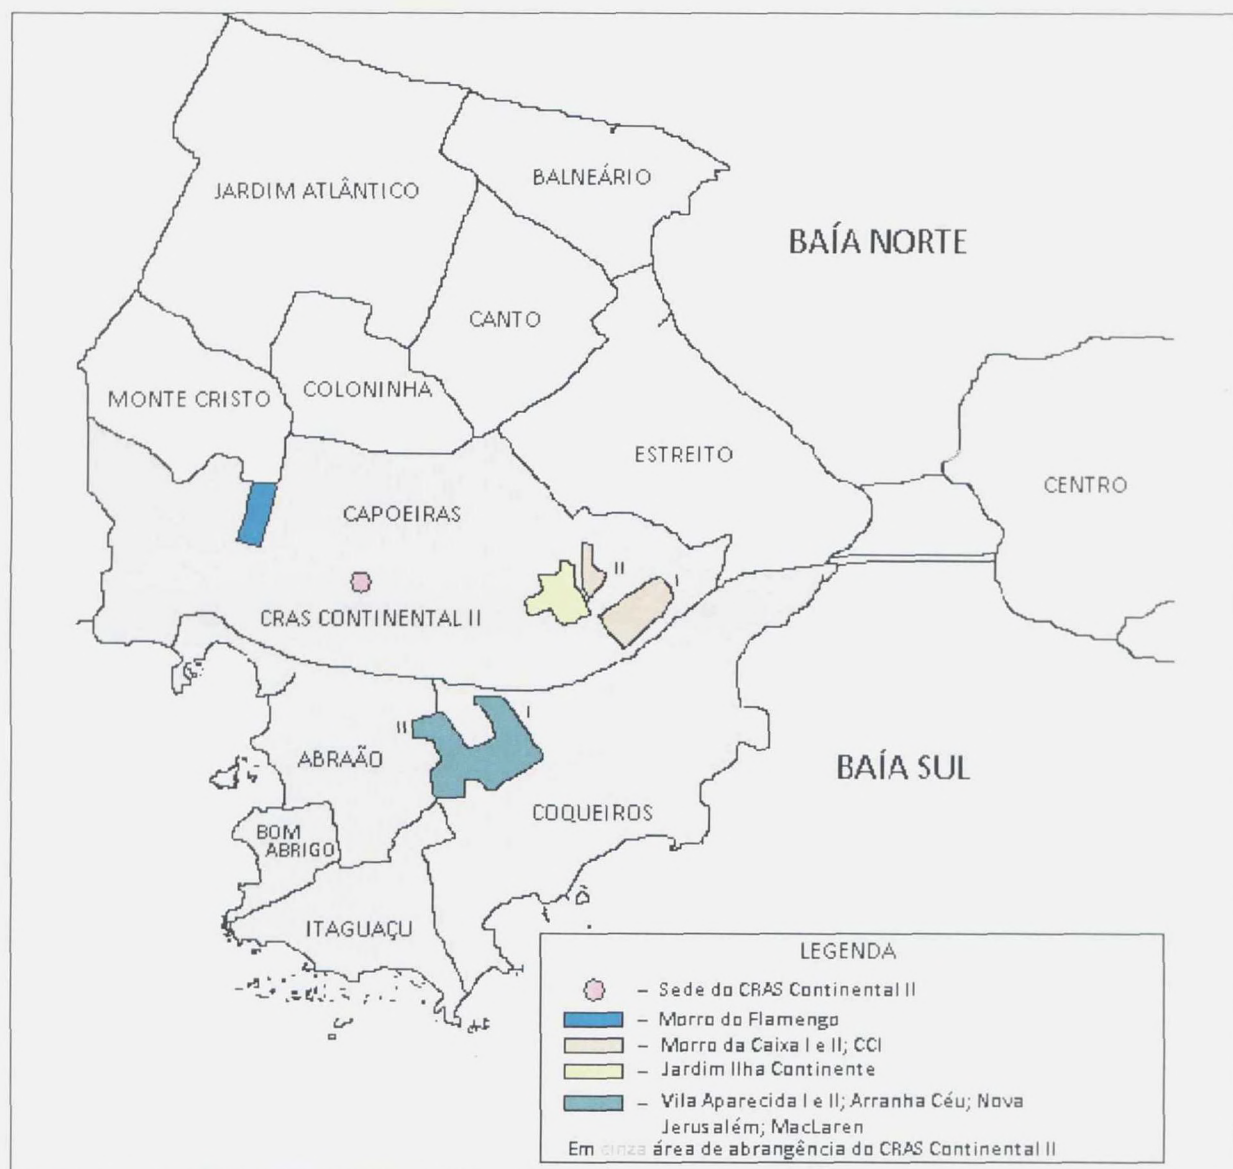 BALNEÁRIO
JARDIM ATLÂNTICO
BAÍA NORTE
CANTO
COLONINHA
MONTE CRISTO
ESTREITO
CENTRO
CAPOEIRAS
II
I
CRAS CONTINENTAL II
I
II
ABRAÃO
BAÍA SUL
COQUEIROS
BOM
ABRIGO
ITAGUAÇU
LEGENDA
– Sede do CRAS Continental II
– Morro do Flamengo
– Morro da Caixa I e II; CCI
– Jardim Ilha Continente
– Vila Aparecida I e II; Arranha Céu; Nova
Jerusalém; MacLaren
Em cinza área de abrangência do CRAS Continental II